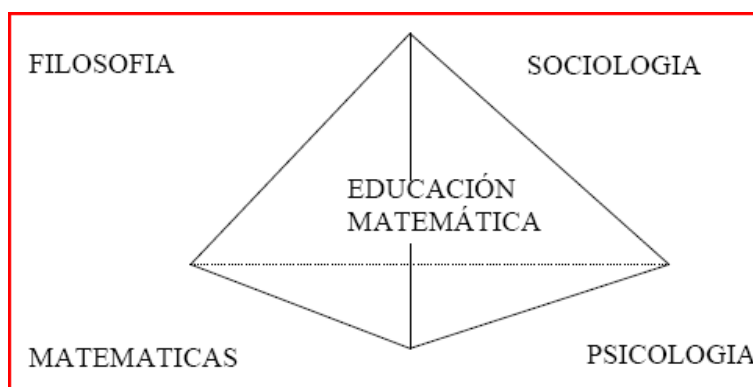 FILOSOFIA
SOCIOLOGIA
EDUCACIÓN
MATEMÁTICA
MATEMATICAS
PSICOLOGIA